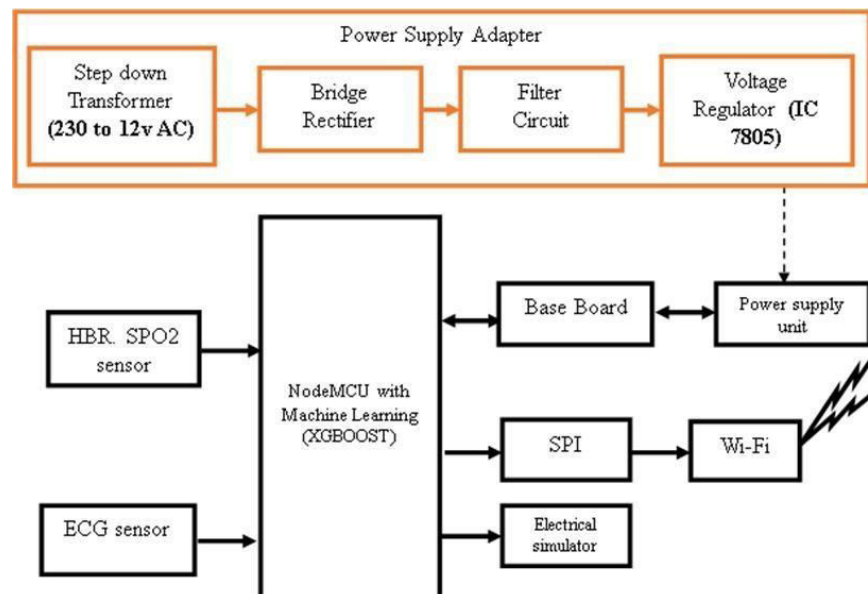 Power Supply Adapter
Step down
Transformer
(230 to 12v AC)
Bridge
Rectifier
Filter
Circuit
Voltage
Regulator (IC
7805)
HBR. SPO2
sensor
NodeMCU with
Machine Learning
(XGBOOST)
Base Board
Power supply
unit
SPI
Wi-Fi
ECG sensor
Electrical
simulator